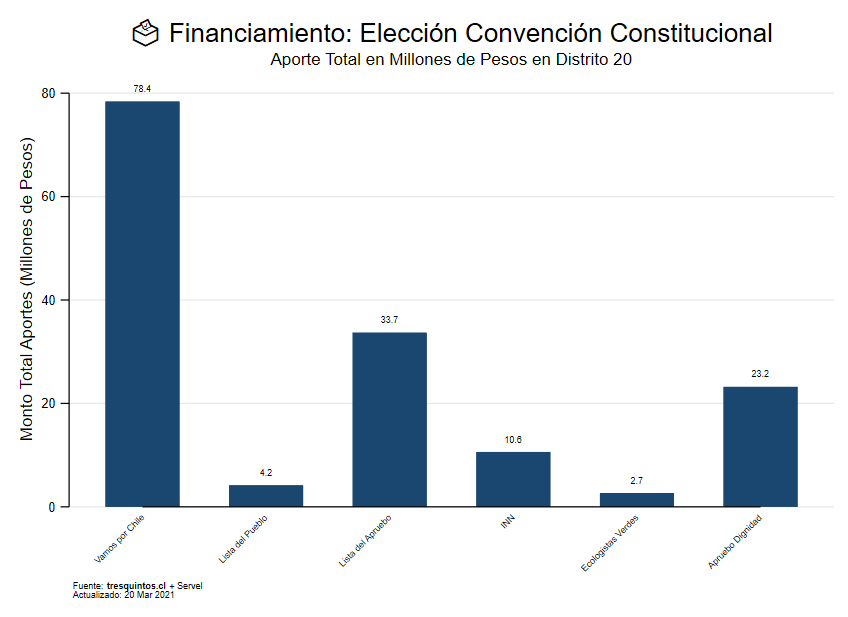 Financiamiento: Elección Convención Constitucional
Aporte Total en Millones de Pesos en Distrito 20
Monto Total Aportes (Millones de Pesos)
80
60
40
20
0
78.4
4.2
33.7
10.6
2.7
23.2
Vamos por Chile
Lista del Pueblo
Lista del Apruebo
INN
Ecologistas Verdes
Apruebo Dignidad
Fuente: tresquintos.cl + Servel
Actualizado: 20 Mar 2021